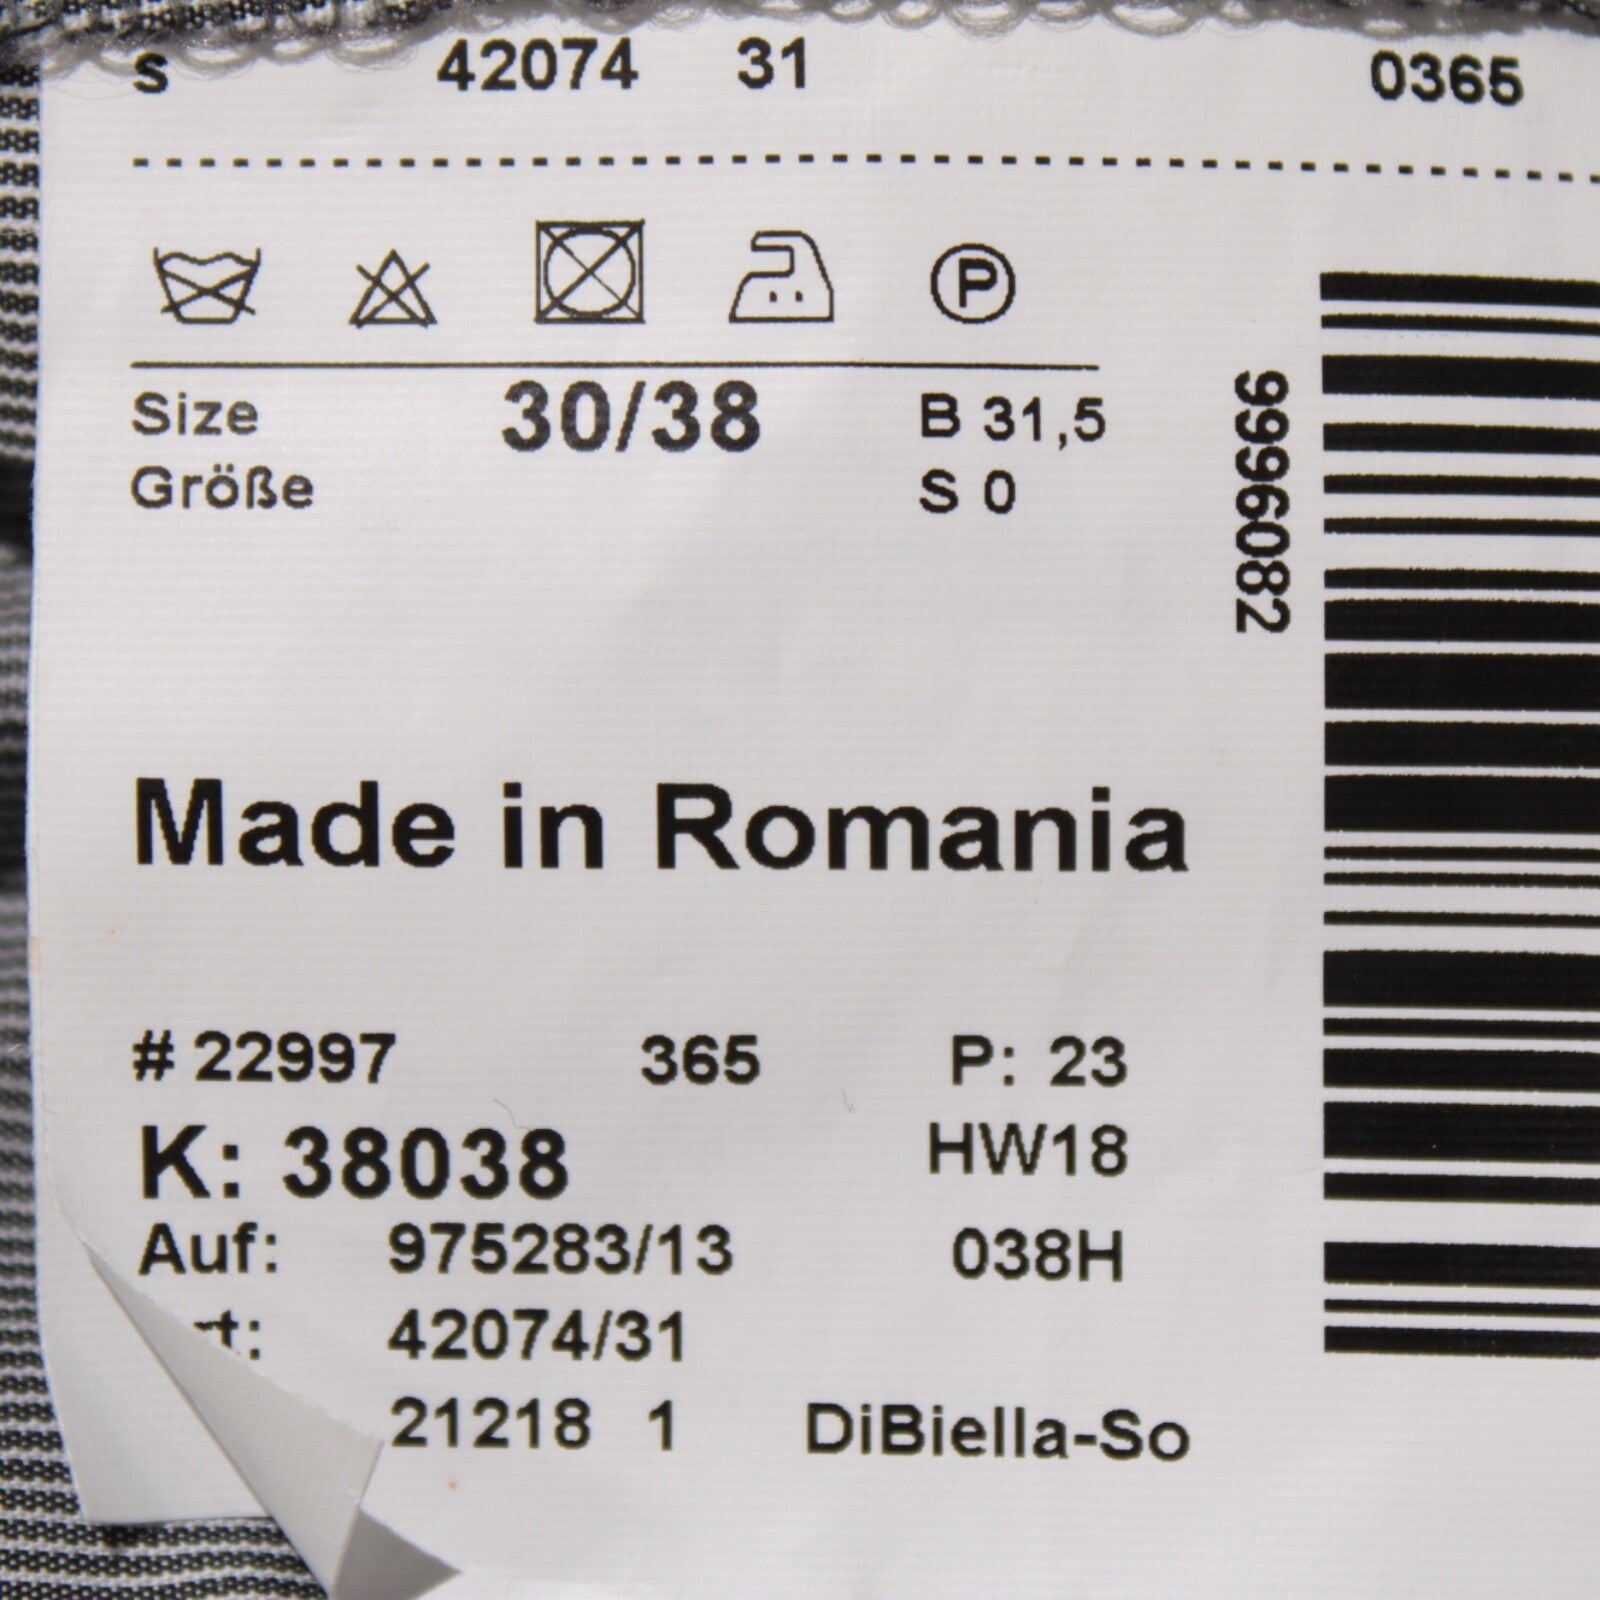 s 42074 31 0365
P
Size 30/38 B 31,5
Größe S 0
9996082
Made in Romania
# 22997 365 P: 23
K: 38038 HW18
Auf: 975283/13 038H
42074/31
21218 1 DiBiella-So